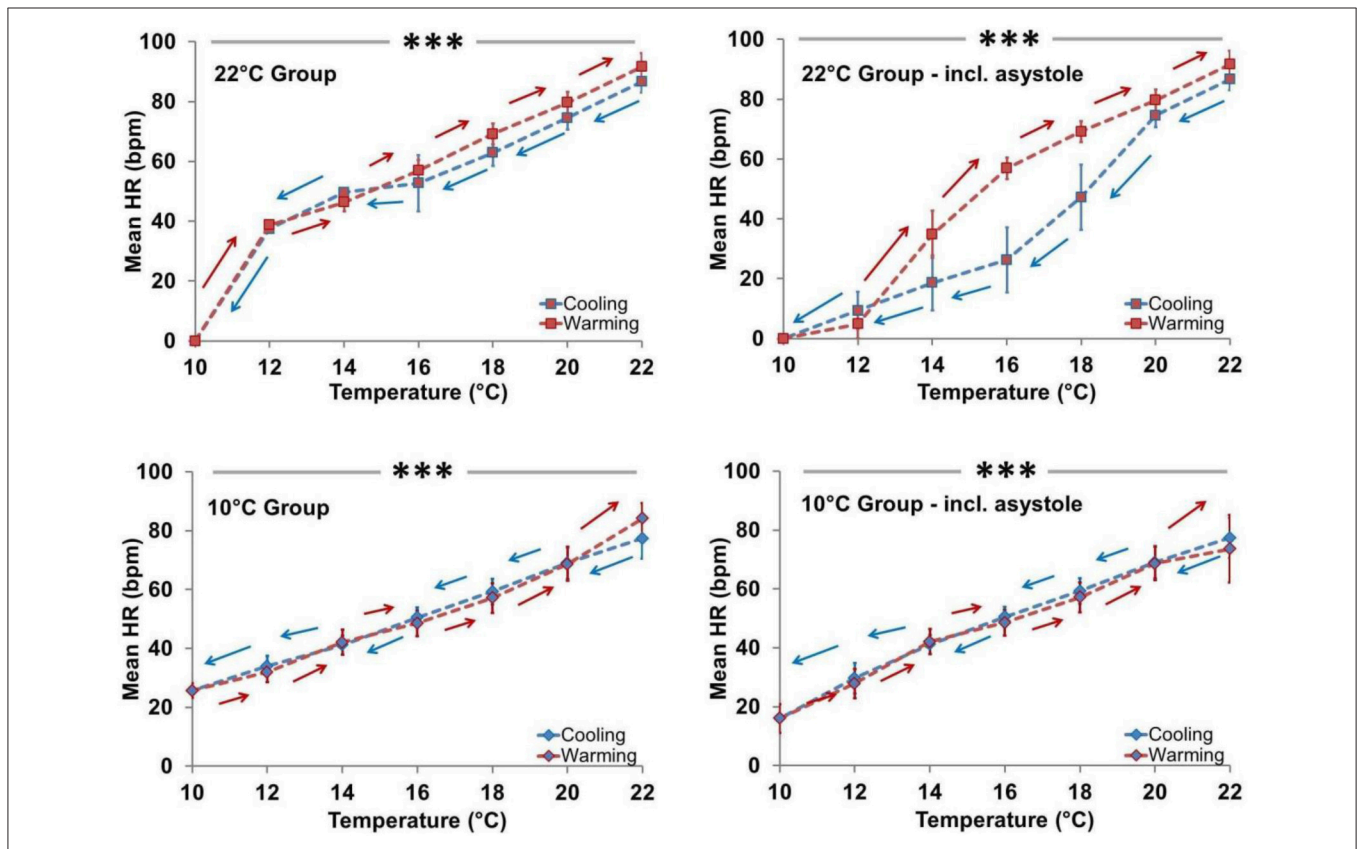 ***
22°C Group
Mean HR (bpm)
100
80
60
40
20
0
Cooling
Warming
10 12 14 16 18 20 22
Temperature (°C)
***
22°C Group - incl. asystole
Mean HR (bpm)
100
80
60
40
20
0
Cooling
Warming
10 12 14 16 18 20 22
Temperature (°C)
***
10°C Group
Mean HR (bpm)
100
80
60
40
20
0
Cooling
Warming
10 12 14 16 18 20 22
Temperature (°C)
***
10°C Group - incl. asystole
Mean HR (bpm)
100
80
60
40
20
0
Cooling
Warming
10 12 14 16 18 20 22
Temperature (°C)